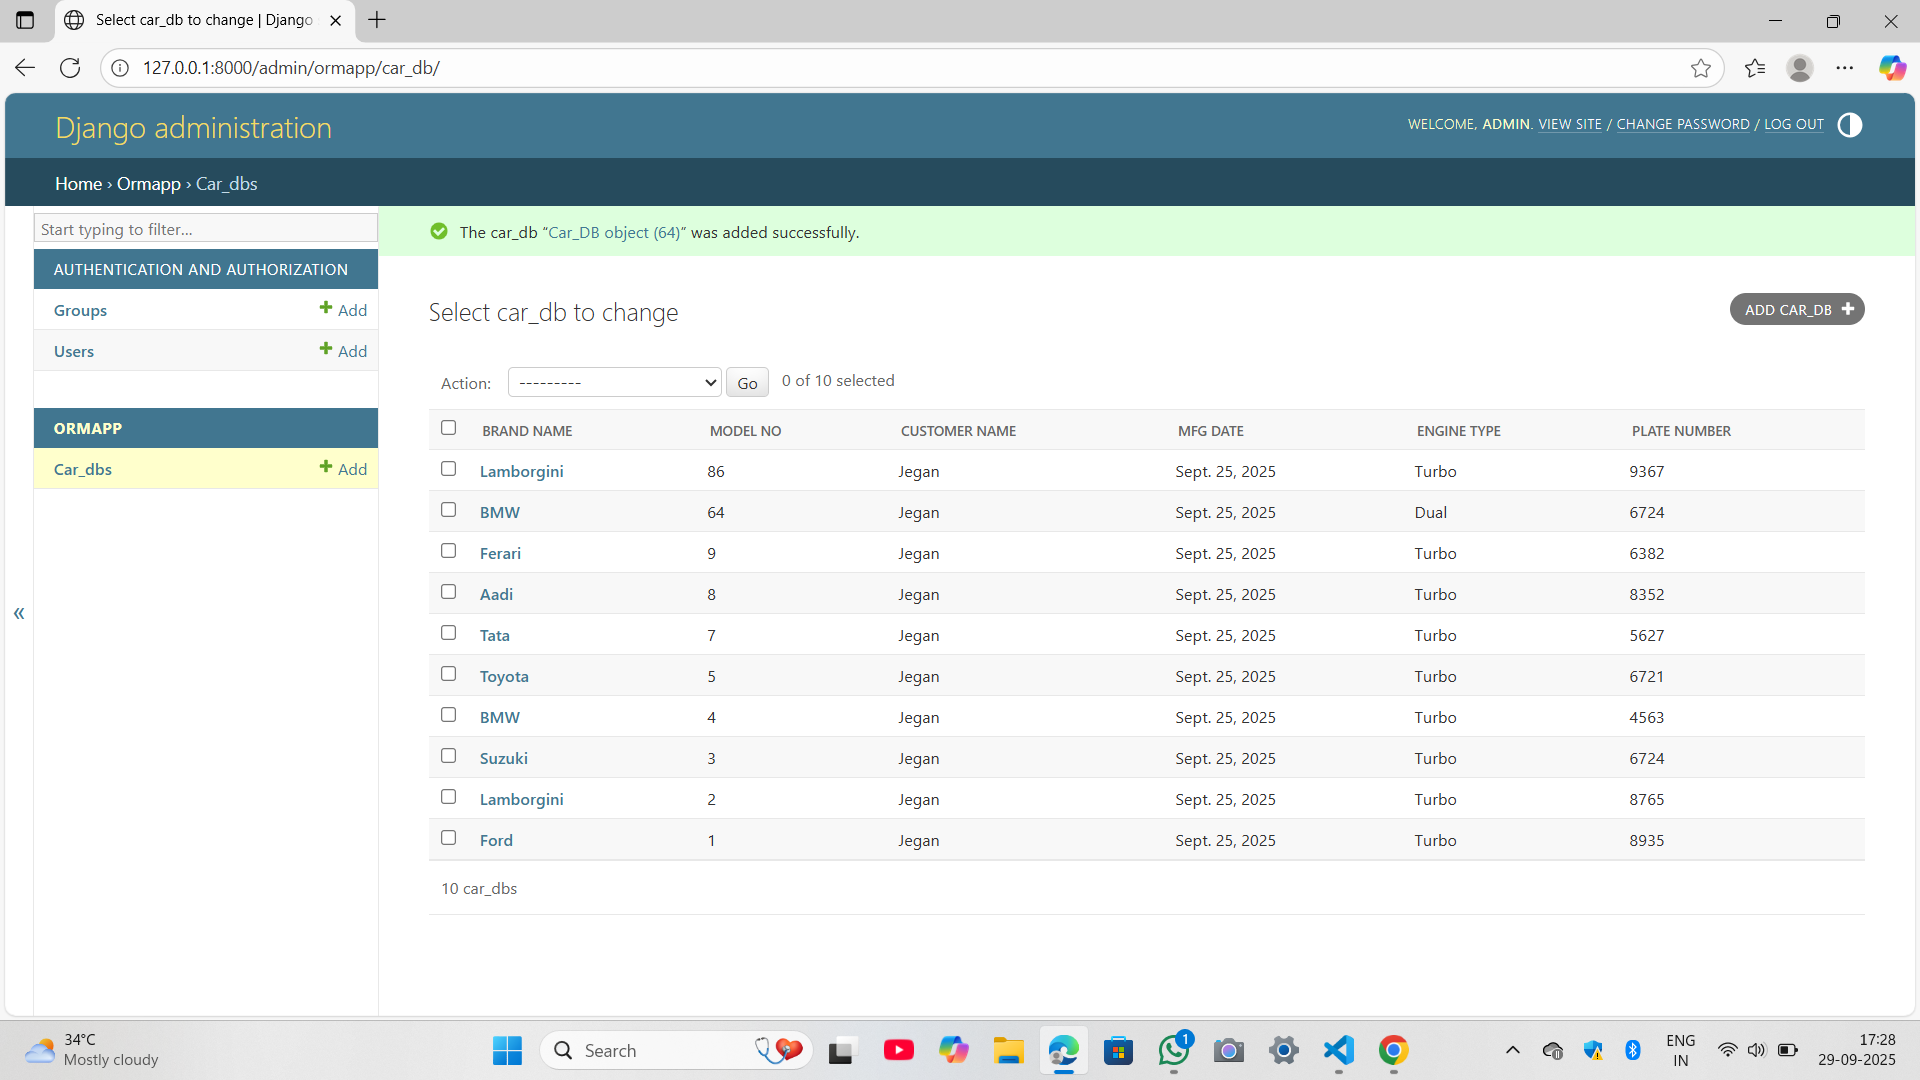 Select car_db to change | Django
127.0.0.1:8000/admin/ormapp/car_db/
Django administration
WELCOME, ADMIN. VIEW SITE / CHANGE PASSWORD / LOG OUT
Home › Ormapp › Car_dbs
Start typing to filter...
The car_db “Car_DB object (64)” was added successfully.
AUTHENTICATION AND AUTHORIZATION
Groups + Add
Users + Add
ORMAPP
Car_dbs + Add
«
Select car_db to change
ADD CAR_DB +
Action: --------- Go 0 of 10 selected
BRAND NAME MODEL NO CUSTOMER NAME MFG DATE ENGINE TYPE PLATE NUMBER
Lamborgini 86 Jegan Sept. 25, 2025 Turbo 9367
BMW 64 Jegan Sept. 25, 2025 Dual 6724
Ferari 9 Jegan Sept. 25, 2025 Turbo 6382
Aadi 8 Jegan Sept. 25, 2025 Turbo 8352
Tata 7 Jegan Sept. 25, 2025 Turbo 5627
Toyota 5 Jegan Sept. 25, 2025 Turbo 6721
BMW 4 Jegan Sept. 25, 2025 Turbo 4563
Suzuki 3 Jegan Sept. 25, 2025 Turbo 6724
Lamborgini 2 Jegan Sept. 25, 2025 Turbo 8765
Ford 1 Jegan Sept. 25, 2025 Turbo 8935
10 car_dbs
34°C
Mostly cloudy
Search
1
ENG
IN
17:28
29-09-2025